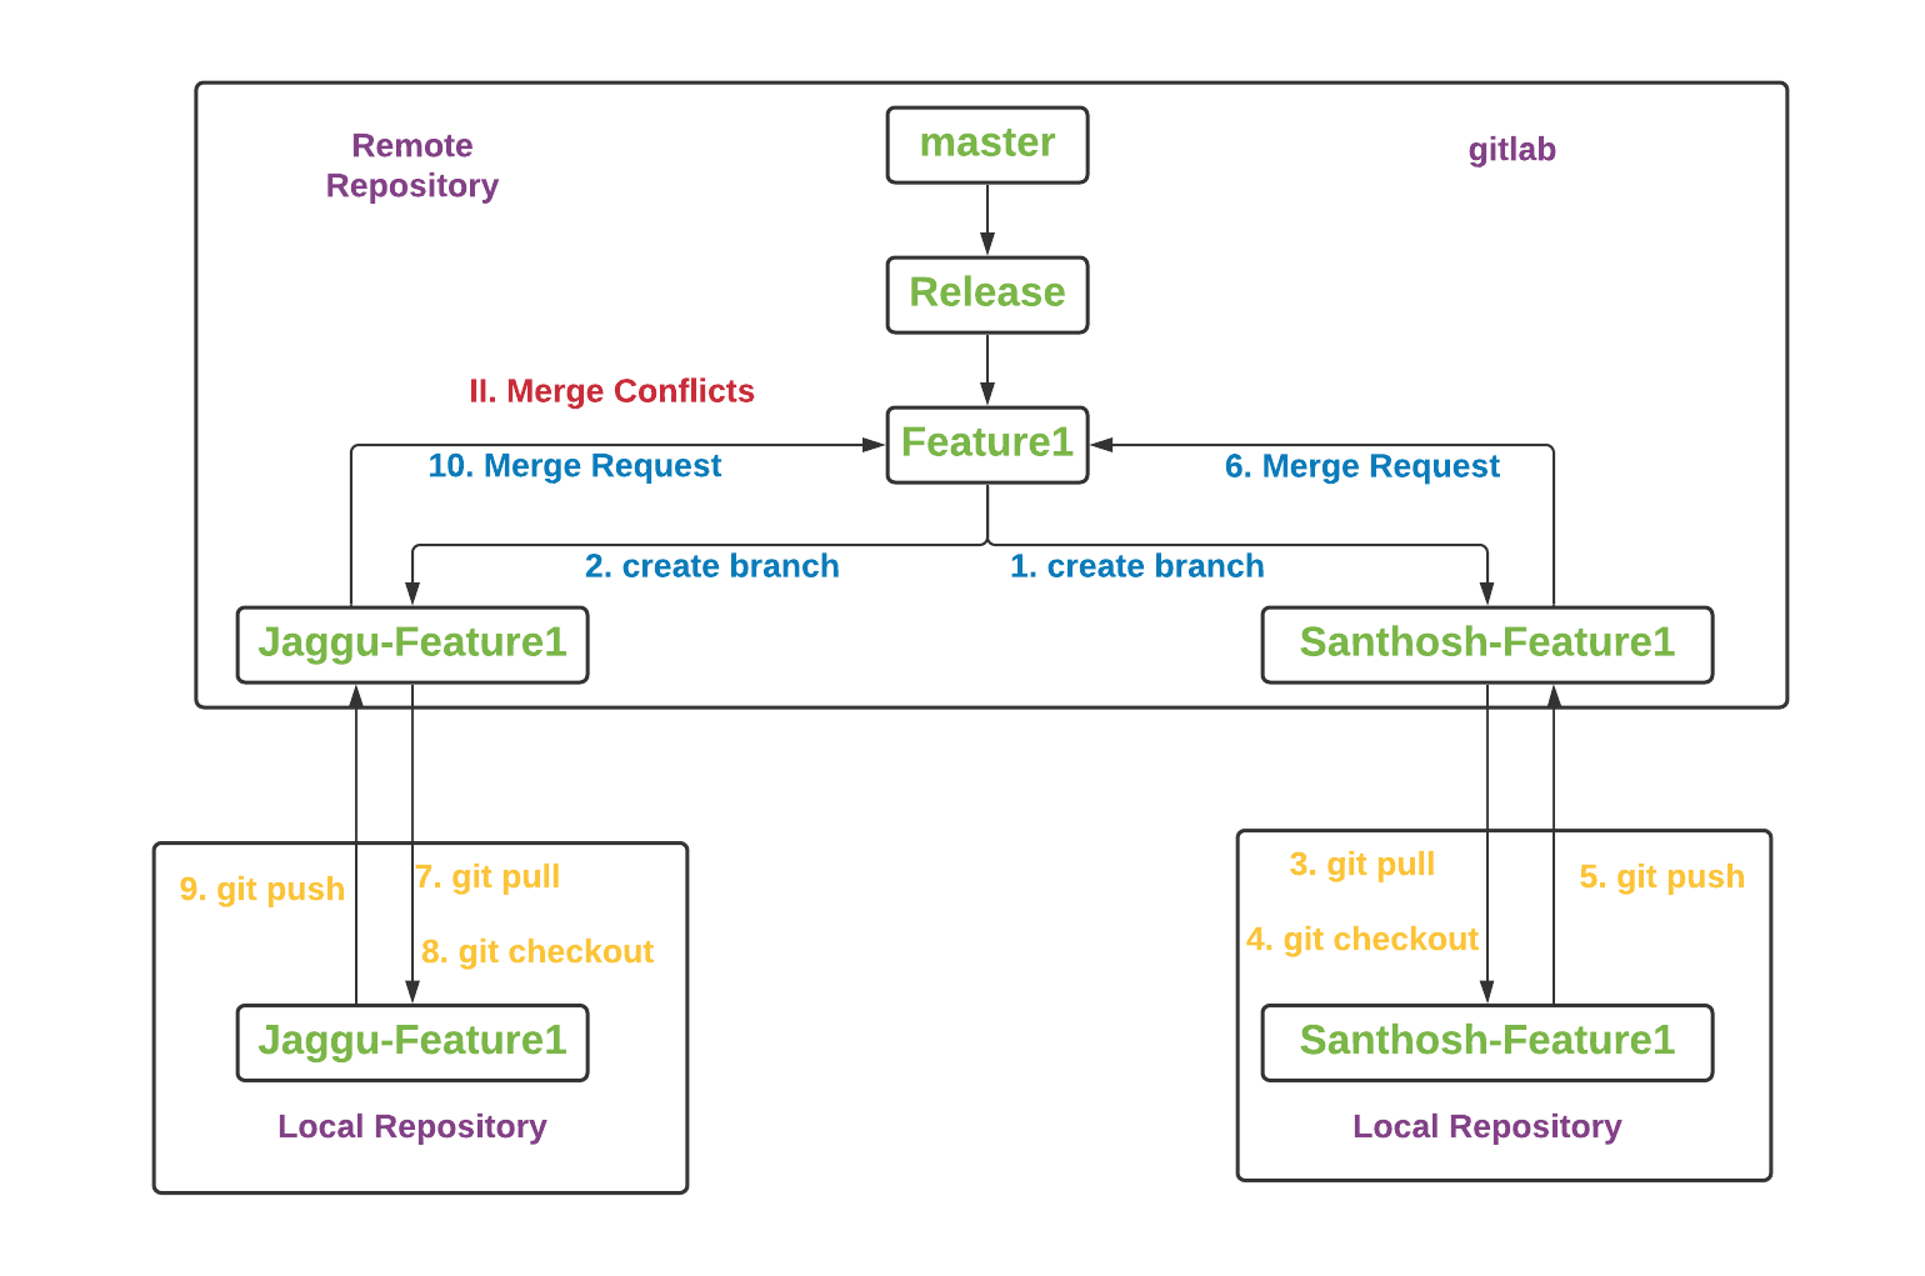 master
Remote
Repository
gitlab
Release
II. Merge Conflicts
Feature1
10. Merge Request
6. Merge Request
2. create branch
1. create branch
Jaggu-Feature1
Santhosh-Feature1
9. git push
7. git pull
8. git checkout
3. git pull
5. git push
4. git checkout
Jaggu-Feature1
Santhosh-Feature1
Local Repository
Local Repository